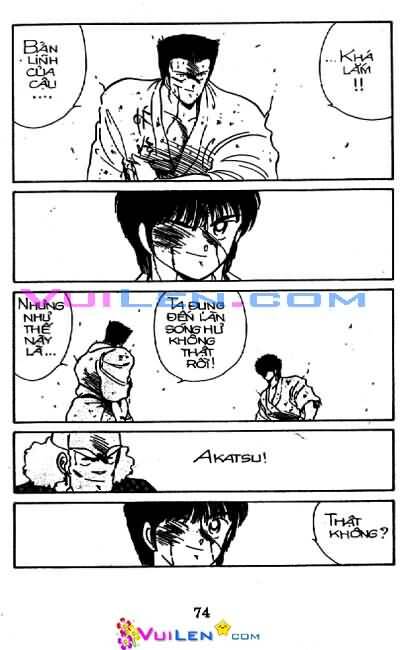 BẢN
LĨNH
CỦA
CẬU
....
... KHÁ
LẮM
!!
NHƯNG
NHƯ
THẾ
NÀY
LÀ...
TA ĐỤNG
ĐẾN LÀN
SÓNG HƯ
KHÔNG
THẬT
RỒI!
VUILEN.COM
AKATSU!
THẬT
KHÔNG?
74
VUILEN.COM